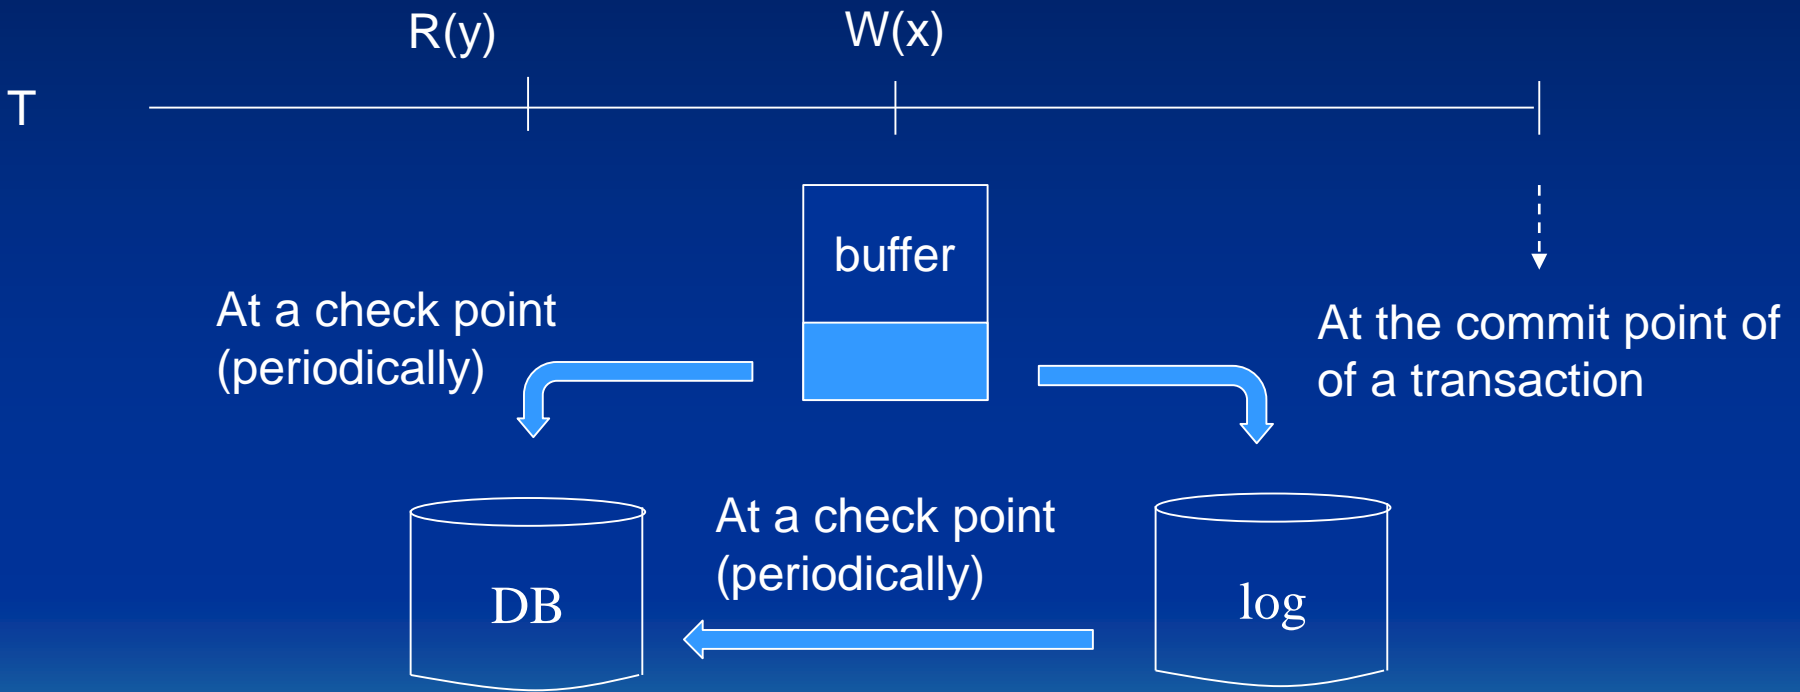 R(y)
W(x)
T
buffer
At a check point
(periodically)
At the commit point of
of a transaction
At a check point
(periodically)
DB
log